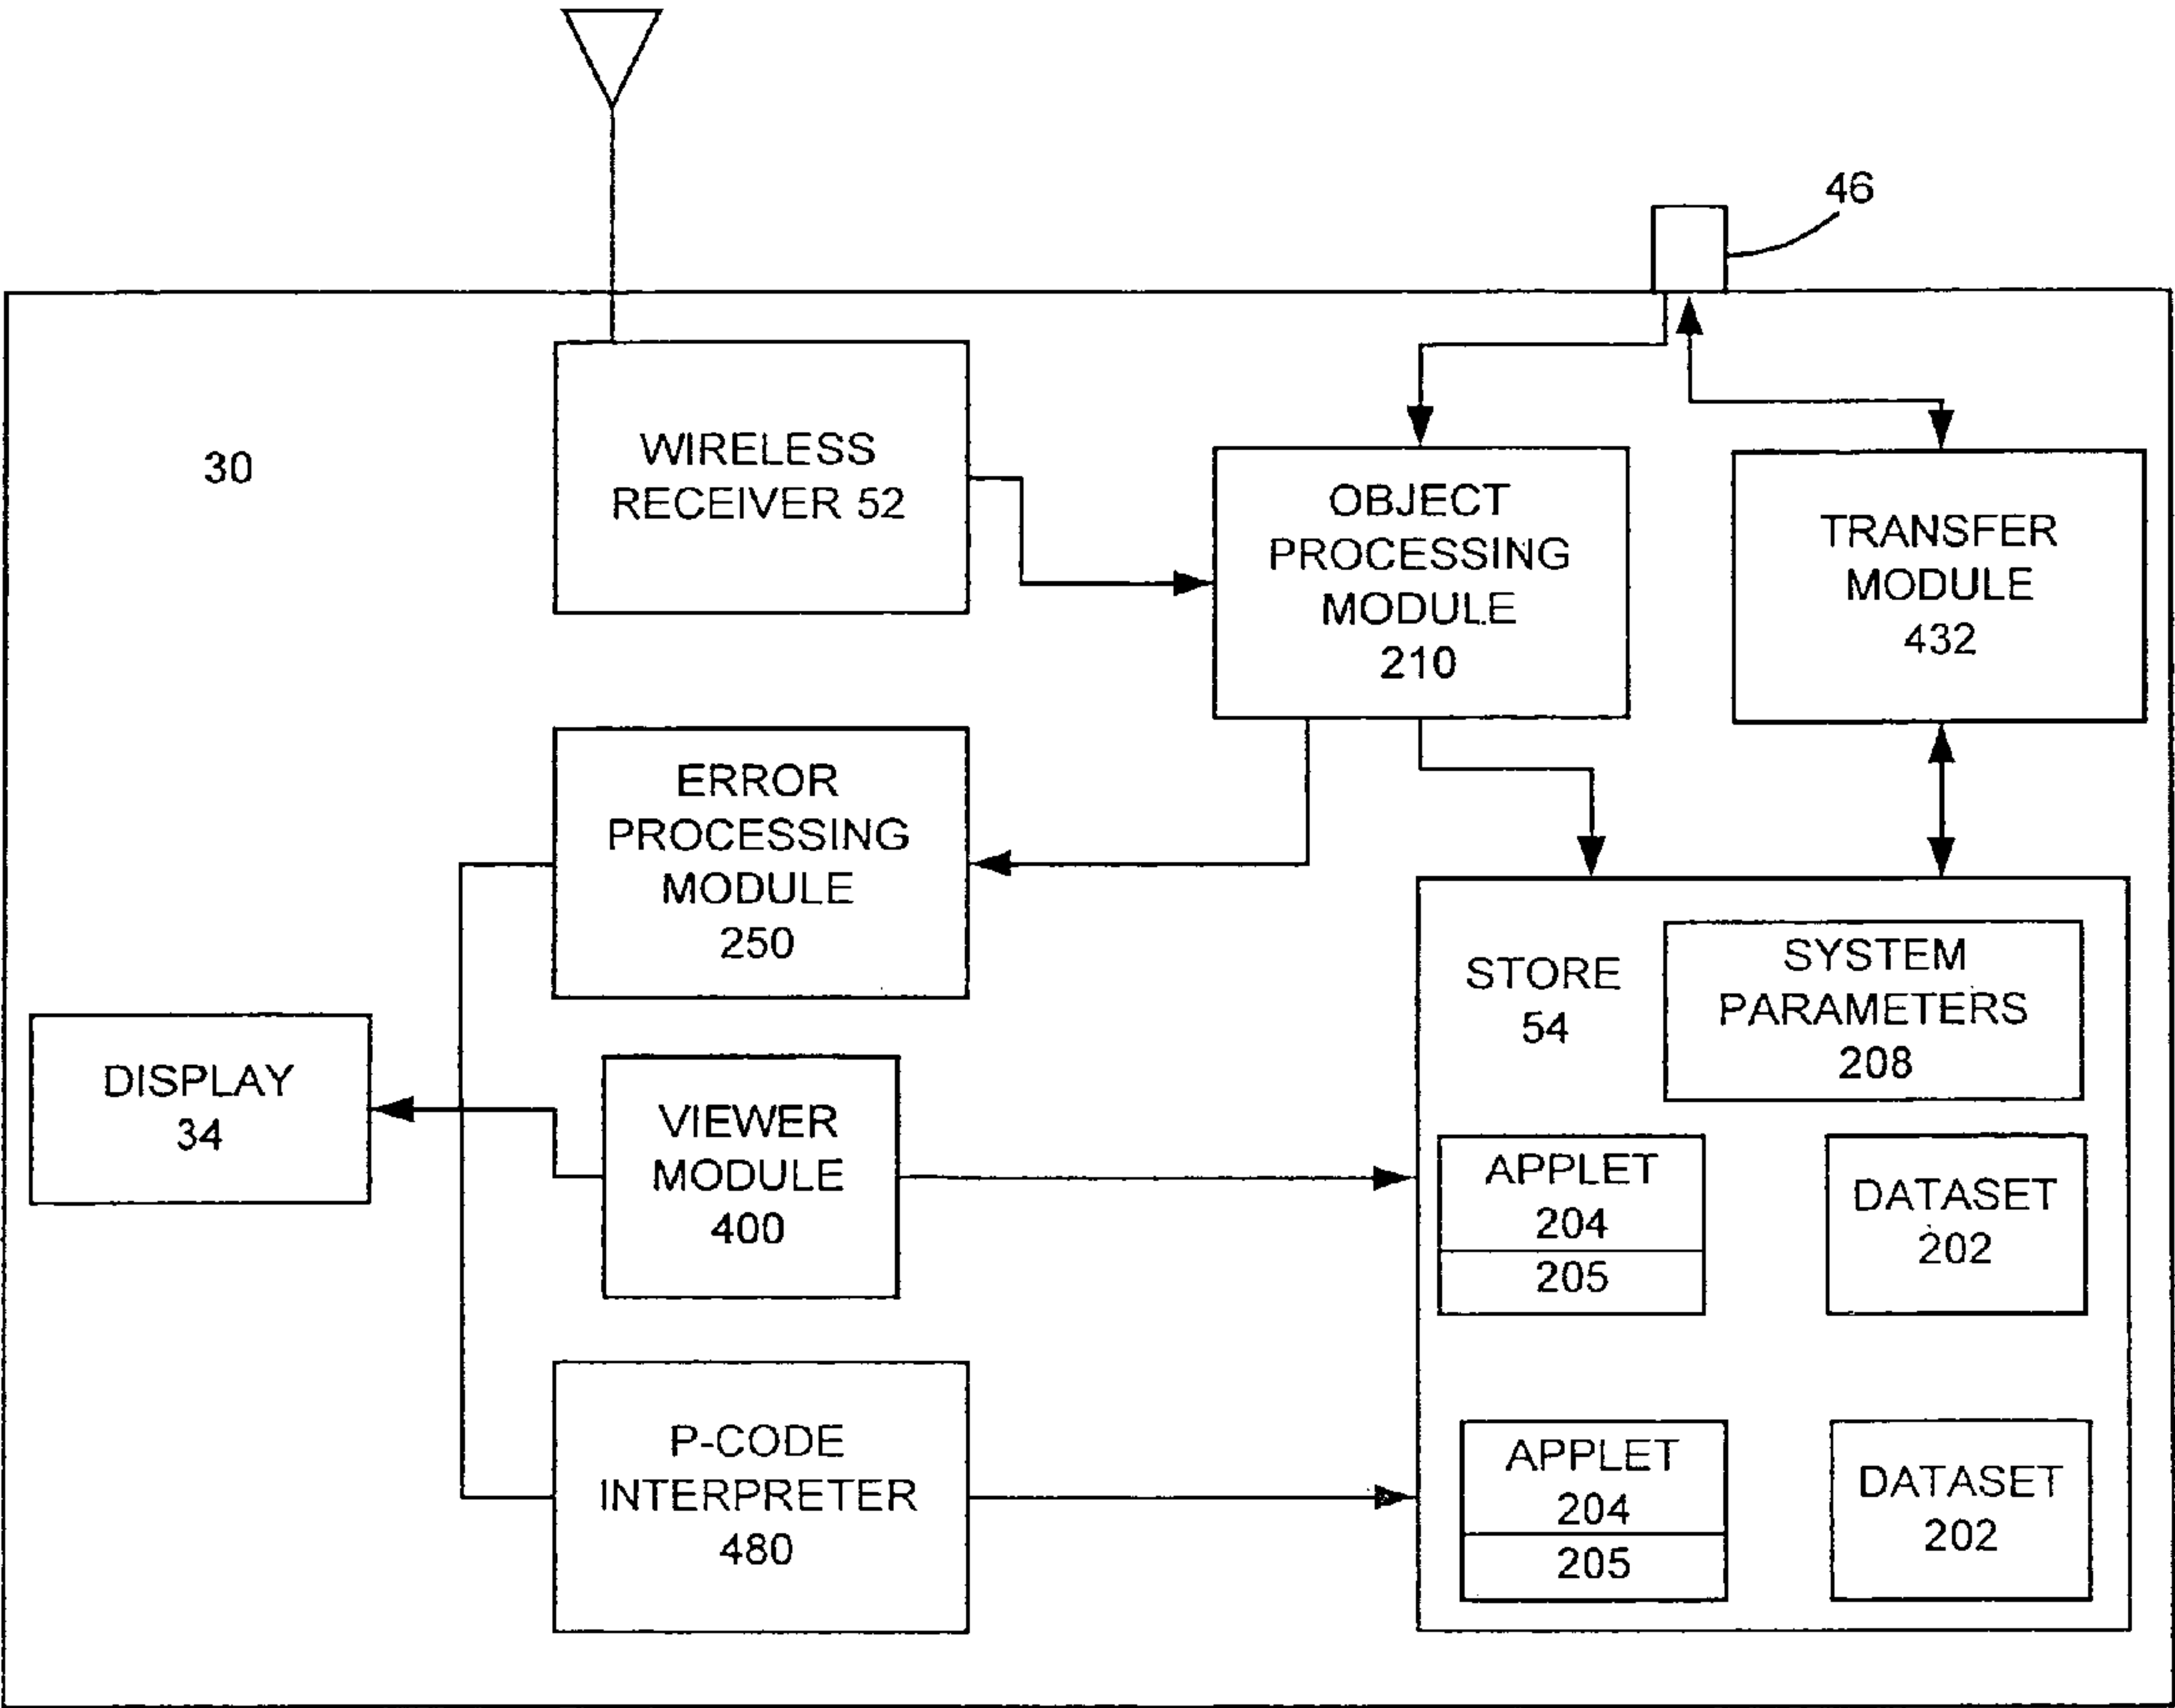 46
30
WIRELESS
RECEIVER 52
OBJECT
PROCESSING
MODULE
210
TRANSFER
MODULE
432
ERROR
PROCESSING
MODULE
250
STORE
54
SYSTEM
PARAMETERS
208
DISPLAY
34
VIEWER
MODULE
400
APPLET
204
205
DATASET
202
P-CODE
INTERPRETER
480
APPLET
204
205
DATASET
202